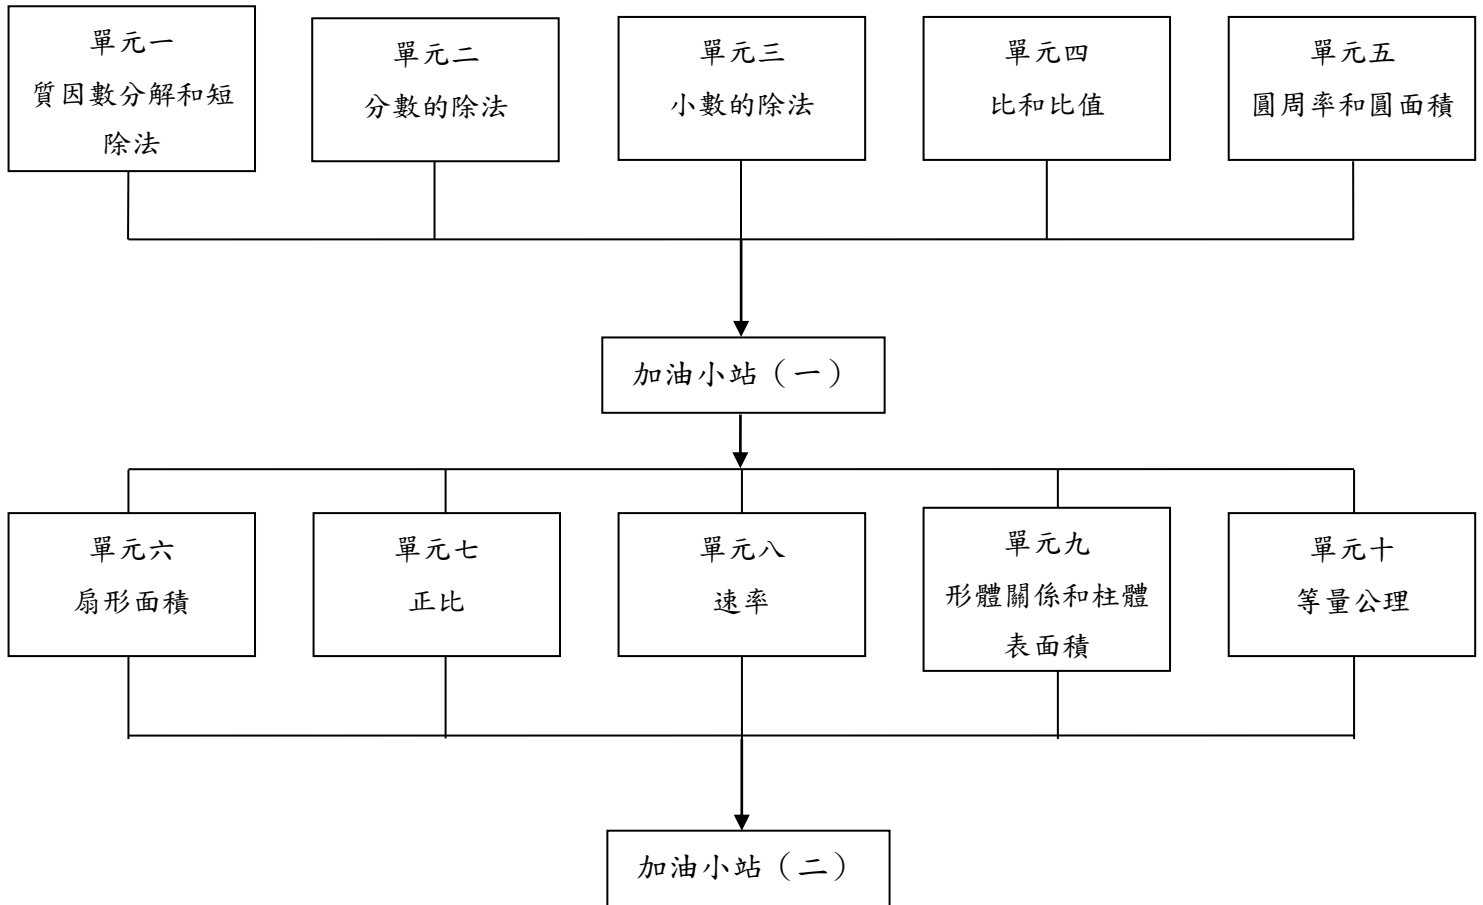 單元一
質因數分解和短
除法
單元二
分數的除法
單元三
小數的除法
單元四
比和比值
單元五
圓周率和圓面積
加油小站（一）
單元六
扇形面積
單元七
正比
單元八
速率
單元九
形體關係和柱體
表面積
單元十
等量公理
加油小站（二）